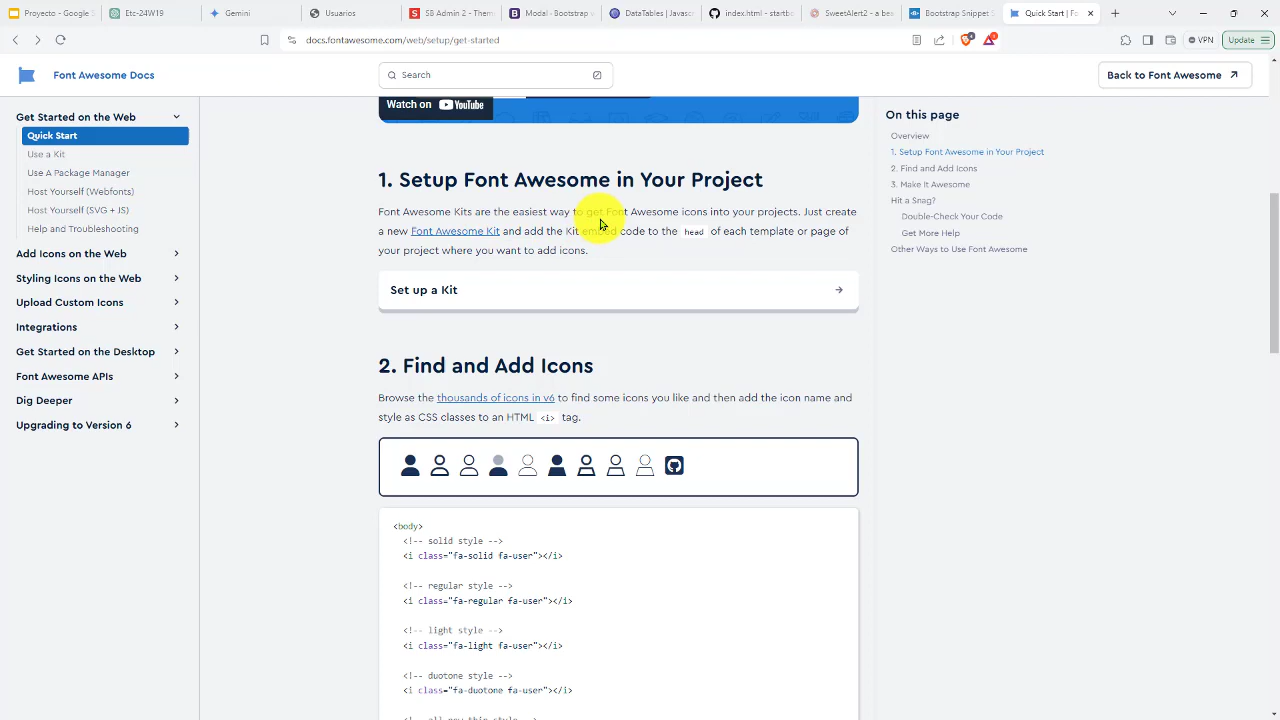 Proyecto - Google S
Etc-24W19
Gemini
Usuarios
SB Admin 2 - Them
Modal - Bootstrap v
DataTables | Javasc
index.html - startbo
SweetAlert2 - a bea
Bootstrap Snippet S
Quick Start | Fo
docs.fontawesome.com/web/setup/get-started
VPN
Update
Font Awesome Docs
Search
Back to Font Awesome
Get Started on the Web
Quick Start
Use a Kit
Use A Package Manager
Host Yourself (Webfonts)
Host Yourself (SVG + JS)
Help and Troubleshooting
Add Icons on the Web
Styling Icons on the Web
Upload Custom Icons
Integrations
Get Started on the Desktop
Font Awesome APIs
Dig Deeper
Upgrading to Version 6
Watch on YouTube
1. Setup Font Awesome in Your Project
Font Awesome Kits are the easiest way to get Font Awesome icons into your projects. Just create
a new Font Awesome Kit and add the Kit embed code to the head of each template or page of
your project where you want to add icons.
Set up a Kit
2. Find and Add Icons
Browse the thousands of icons in v6 to find some icons you like and then add the icon name and
style as CSS classes to an HTML <i> tag.
<body>
<!-- solid style -->
<i class="fa-solid fa-user"></i>
<!-- regular style -->
<i class="fa-regular fa-user"></i>
<!-- light style -->
<i class="fa-light fa-user"></i>
<!-- duotone style -->
<i class="fa-duotone fa-user"></i>
<!-- all new thin style -->
On this page
Overview
1. Setup Font Awesome in Your Project
2. Find and Add Icons
3. Make It Awesome
Hit a Snag?
Double-Check Your Code
Get More Help
Other Ways to Use Font Awesome